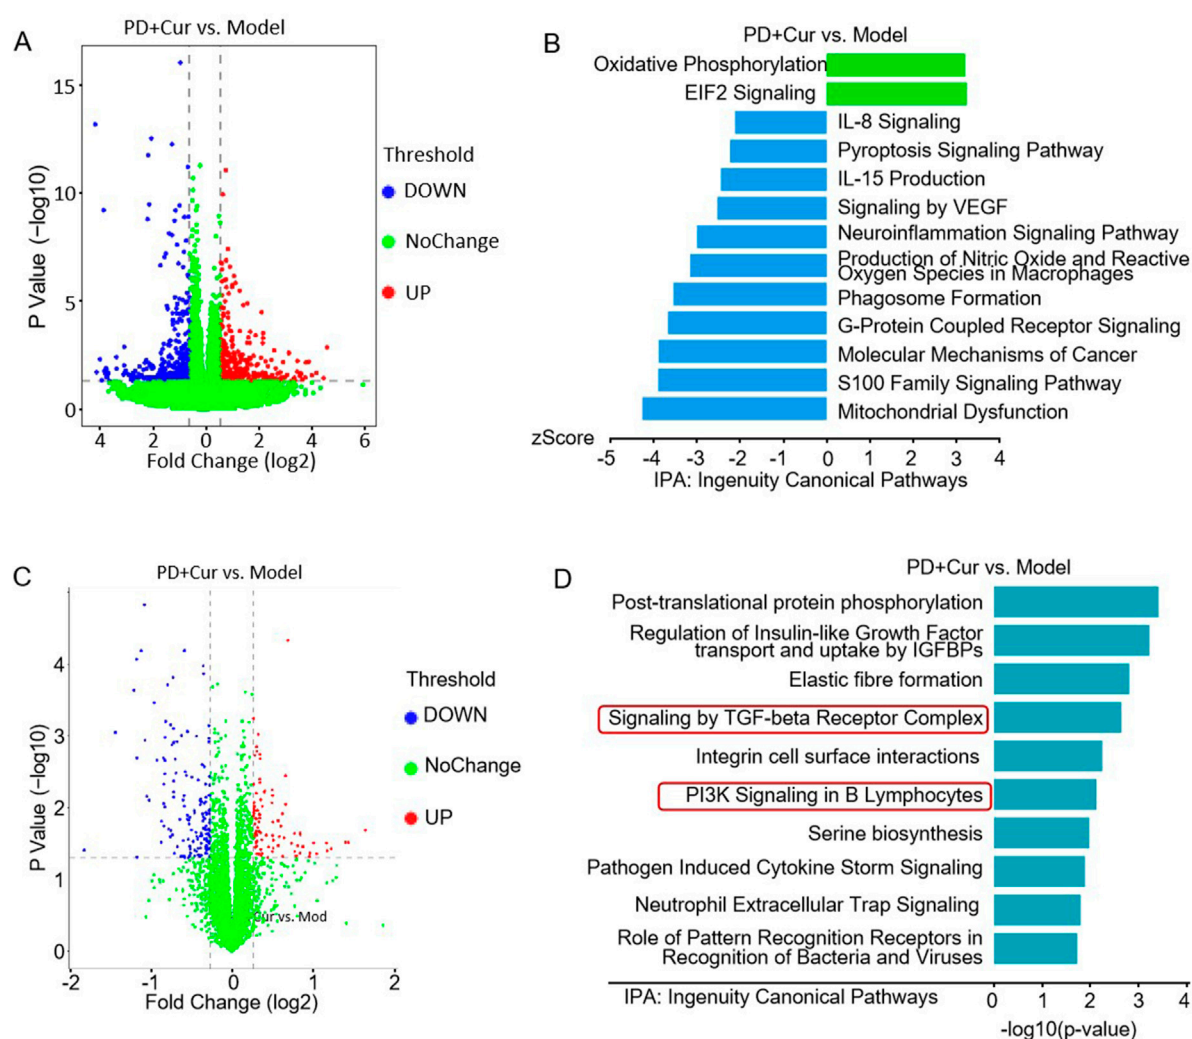 A
PD+Cur vs. Model
15
10
5
0
P Value (−log10)
4 2 0 2 4 6
Fold Change (log2)
Threshold
DOWN
NoChange
UP
B
PD+Cur vs. Model
Oxidative Phosphorylation
EIF2 Signaling
IL-8 Signaling
Pyroptosis Signaling Pathway
IL-15 Production
Signaling by VEGF
Neuroinflammation Signaling Pathway
Production of Nitric Oxide and Reactive
Oxygen Species in Macrophages
Phagosome Formation
G-Protein Coupled Receptor Signaling
Molecular Mechanisms of Cancer
S100 Family Signaling Pathway
Mitochondrial Dysfunction
zScore
-5 -4 -3 -2 -1 0 1 2 3 4
IPA: Ingenuity Canonical Pathways
C
PD+Cur vs. Model
4
3
2
1
0
P Value (−log10)
Cur vs. Mod
-2 -1 0 1 2
Fold Change (log2)
Threshold
DOWN
NoChange
UP
D
PD+Cur vs. Model
Post-translational protein phosphorylation
Regulation of Insulin-like Growth Factor
transport and uptake by IGFBPs
Elastic fibre formation
Signaling by TGF-beta Receptor Complex
Integrin cell surface interactions
PI3K Signaling in B Lymphocytes
Serine biosynthesis
Pathogen Induced Cytokine Storm Signaling
Neutrophil Extracellular Trap Signaling
Role of Pattern Recognition Receptors in
Recognition of Bacteria and Viruses
IPA: Ingenuity Canonical Pathways
0 1 2 3 4
-log10(p-value)